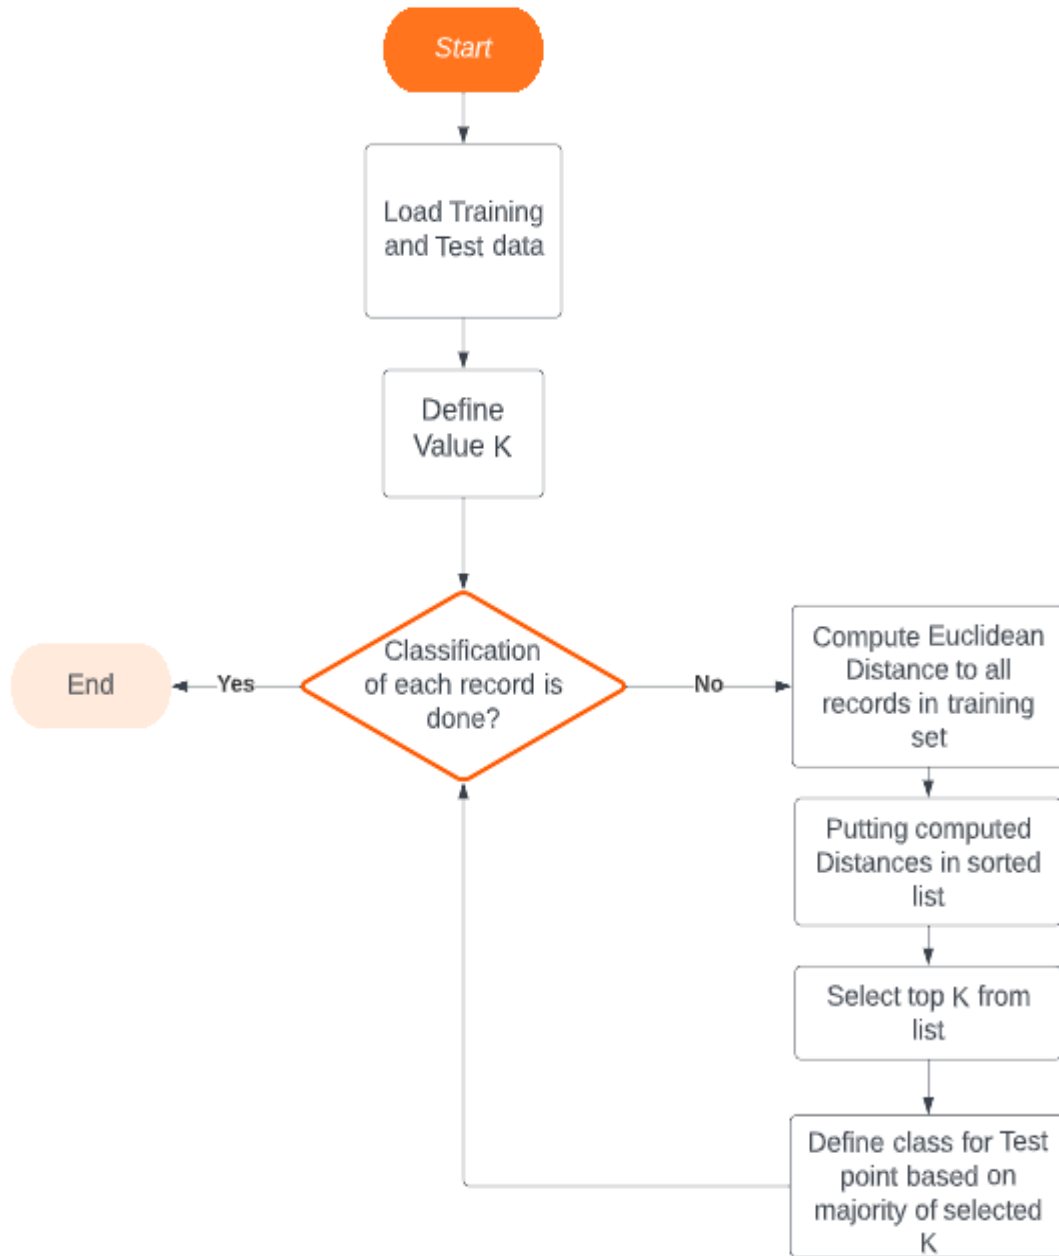 Start
Load Training
and Test data
Define
Value K
Classification
of each record is
done?
Yes
End
No
Compute Euclidean
Distance to all
records in training
set
Putting computed
Distances in sorted
list
Select top K from
list
Define class for Test
point based on
majority of selected
K